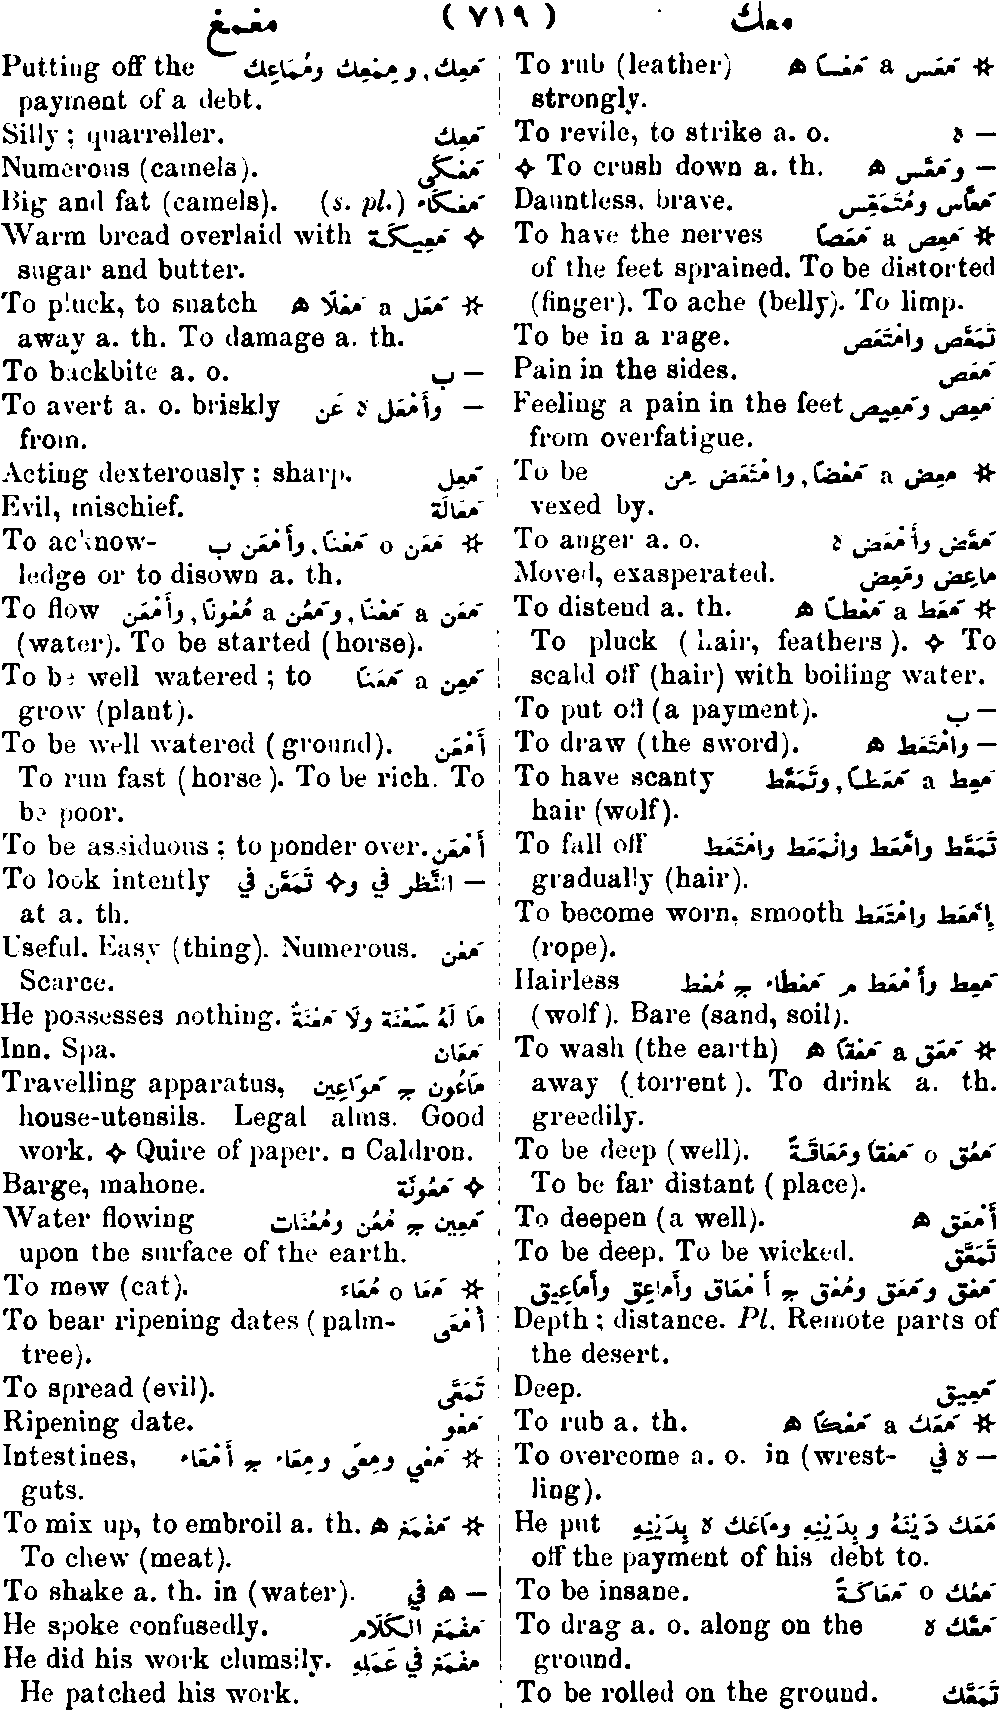 معك (٧١٩) مغمغ
To rub (leather) ✲ مَعَس a مَعْسًا ه
strongly.
To revile, to strike a. o. — ه
❖ To crush down a. th. — ومَعَّس ه
Dauntless, brave. مَعَّاس ومُتَمَعِّس
To have the nerves ✲ مَعِص a مَعَصًا
of the feet sprained. To be distorted
(finger). To ache (belly). To limp.
To be in a rage. تَمَعَّص وامْتَعَص
Pain in the sides. مَعَص
Feeling a pain in the feet مَعِص ومَعِيص
from overfatigue.
To be ✲ مَعِض a مَعْضًا, وامْتَعَض مِن
vexed by.
To anger a. o. مَعَّض وأَمْعَض ه
Moved, exasperated. مَاعِض ومَعِض
To distend a. th. ✲ مَعَط a مَعْطًا ه
To pluck (hair, feathers). ❖ To
scald off (hair) with boiling water.
To put off (a payment). — ب
To draw (the sword). — وامْتَعَط ه
To have scanty مَعِط a مَعَطًا, وتَمَعَّط
hair (wolf).
To fall off تَمَعَّط وامَّعَط وانْمَعَط وامْتَعَط
gradually (hair).
To become worn, smooth إِمَّعَط وامْتَعَط
(rope).
Hairless مَعِط وأَمْعَط م مَعْطَاء ج مُعْط
(wolf). Bare (sand, soil).
To wash (the earth) ✲ مَعَق a مَعْقًا ه
away (torrent). To drink a. th.
greedily.
To be deep (well). مَعُق o مَعْقًا ومَعَاقَةً
To be far distant (place).
To deepen (a well). أَمْعَق ه
To be deep. To be wicked. تَمَعَّق
مَعْق ومَعَق ومُعْق ج أَمْعَاق وأَمَاعِق وأَمَاعِيق
Depth; distance. Pl. Remote parts of
the desert.
Deep. مَعِيق
To rub a. th. ✲ مَعَك a مَعْكًا ه
To overcome a. o. in (wrest- — ه في
ling).
He put مَعَك دَيْنَهُ و بِدَيْنِهِ ومَاعَك ه بِدَيْنِهِ
off the payment of his debt to.
To be insane. مَعُك o مَعَاكَةً
To drag a. o. along on the مَعَّك ه
ground.
To be rolled on the ground. تَمَعَّك
Putting off the مَعِك, و مِمْعَك ومُمَاعِك
payment of a debt.
Silly; quarreller. مَعِك
Numerous (camels). مَعْكَى
Big and fat (camels). (s. pl.) مَعْكَاء
Warm bread overlaid with ❖ مَعِيكَة
sugar and butter.
To pluck, to snatch ✲ مَعَل a مَعْلًا ه
away a. th. To damage a. th.
To backbite a. o. — ب
To avert a. o. briskly — وأَمْعَل ه عَن
from.
Acting dexterously; sharp. مَعِل
Evil, mischief. مَعَالَة
To acknow- ✲ مَعَن o مَعْنًا, وأَمْعَن ب
ledge or to disown a. th.
To flow مَعَن a مَعْنًا, ومَعُن a مُعُونًا, وأَمْعَن
(water). To be started (horse).
To be well watered; to مَعِن a مَعَنًا
grow (plant).
To be well watered (ground). أَمْعَن
To run fast (horse). To be rich. To
be poor.
To be assiduous; to ponder over. أَمْعَن
To look intently — النَّظَر في و❖ تَمَعَّن في
at a. th.
Useful. Easy (thing). Numerous. مَعْن
Scarce.
He possesses nothing. مَا لَهُ سَعْنَة ولَا مَعْنَةٌ
Inn. Spa. مَعَان
Travelling apparatus, مَاعُون ج مَوَاعِين
house-utensils. Legal alms. Good
work. ❖ Quire of paper. ◘ Caldron.
Barge, mahone. ❖ مَعُونَة
Water flowing مَعِين ج مُعُن ومُعُنَات
upon the surface of the earth.
To mew (cat). ✲ مَعَا o مُعَاء
To bear ripening dates (palm- أَمْعَى
tree).
To spread (evil). تَمَعَّى
Ripening date. مَعْو
Intestines, ✲ مَعْي ومِعًى ومِعَاء ج أَمْعَاء
guts.
To mix up, to embroil a. th. ✲ مَغْمَغ ه
To chew (meat).
To shake a. th. in (water). — ه في
He spoke confusedly. مَغْمَغ الكَلَام
He did his work clumsily. مَغْمَغ في عَمَلِهِ
He patched his work.